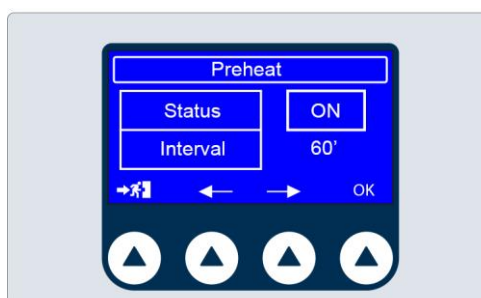 Preheat
Status ON
Interval 60’
OK